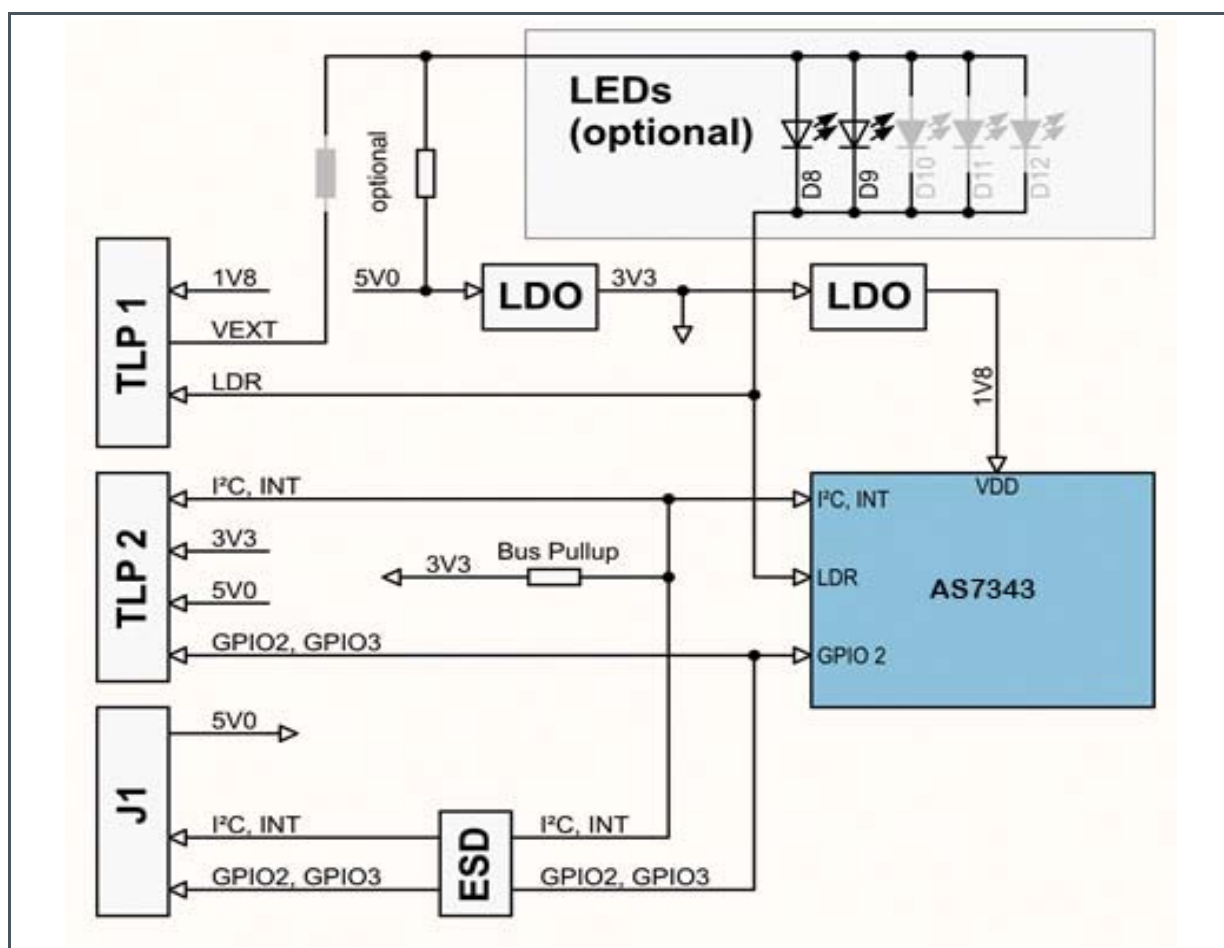 LEDs
(optional)
optional
D8
D9
D10
D11
D12
TLP 1
1V8
VEXT
LDR
5V0
LDO
3V3
LDO
1V8
TLP 2
I²C, INT
3V3
5V0
GPIO2, GPIO3
Bus Pullup
3V3
VDD
I²C, INT
LDR
AS7343
GPIO 2
J1
5V0
I²C, INT
GPIO2, GPIO3
ESD
I²C, INT
GPIO2, GPIO3